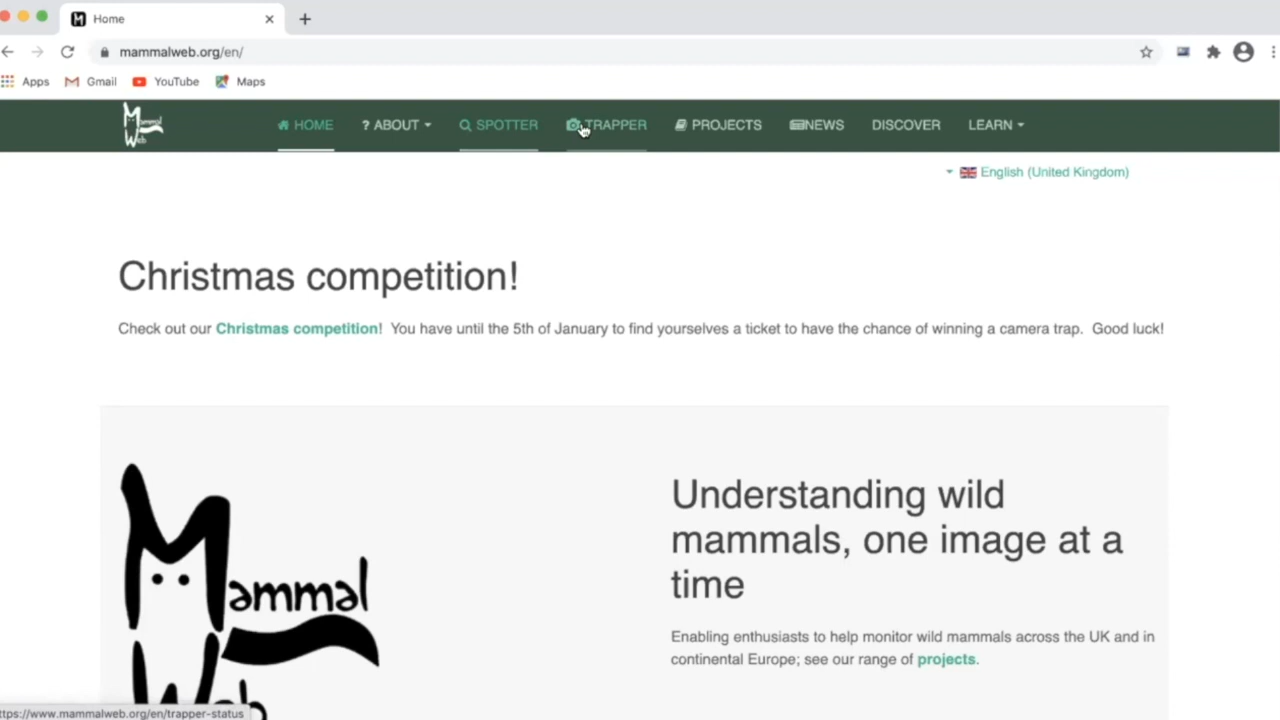 Home
mammalweb.org/en/
Apps Gmail YouTube Maps
Mammal Web HOME ? ABOUT SPOTTER TRAPPER PROJECTS NEWS DISCOVER LEARN
English (United Kingdom)
Christmas competition!
Check out our Christmas competition! You have until the 5th of January to find yourselves a ticket to have the chance of winning a camera trap. Good luck!
Mammal
Web
Understanding wild
mammals, one image at a
time
Enabling enthusiasts to help monitor wild mammals across the UK and in
continental Europe; see our range of projects.
ttps://www.mammalweb.org/en/trapper-status